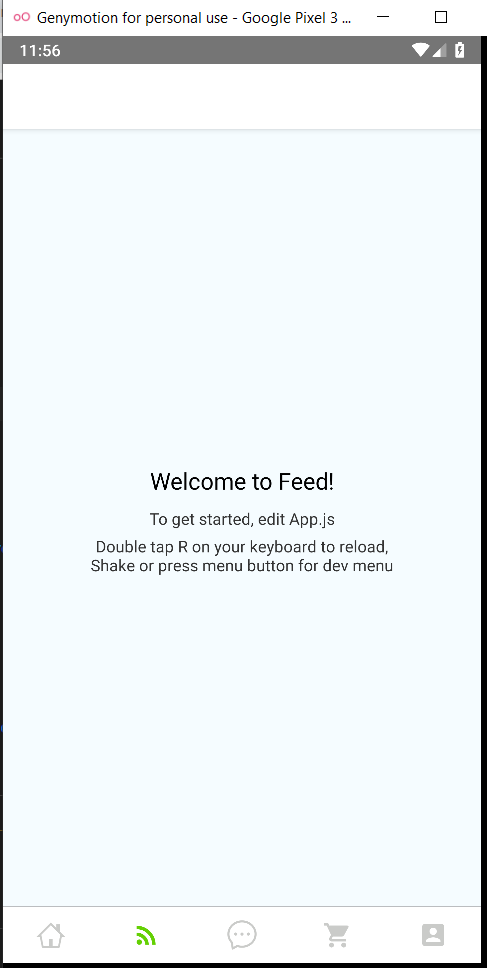 Genymotion for personal use - Google Pixel 3 ...
11:56
Welcome to Feed!
To get started, edit App.js
Double tap R on your keyboard to reload,
Shake or press menu button for dev menu